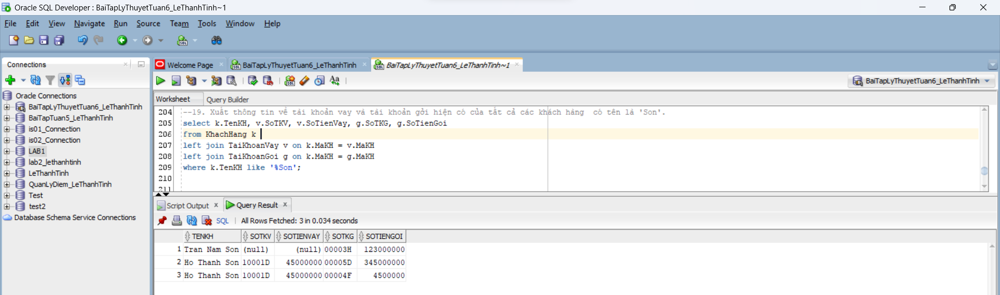 Oracle SQL Developer : BaiTapLyThuyetTuan6_LeThanhTinh~1
File Edit View Navigate Run Source Team Tools Window Help
Connections
Oracle Connections
BaiTapLyThuyetTuan6_LeThanhTinh
BaiTapTuan5_LeThanhTinh
is01_Connection
is02_Connection
LAB1
lab2_lethanhtinh
LeThanhTinh
QuanLyDiem_LeThanhTinh
Test
test2
Database Schema Service Connections
Welcome Page BaiTapLyThuyetTuan6_LeThanhTinh BaiTapLyThuyetTuan6_LeThanhTinh~1
BaiTapLyThuyetTuan6_LeThanhTinh
Worksheet Query Builder
204 --19. Xuất thông tin về tài khoản vay và tài khoản gởi hiện có của tất cả các khách hàng  có tên là 'Son'.
205 select k.TenKH, v.SoTKV, v.SoTienVay, g.SoTKG, g.SoTienGoi
206 from KhachHang k
207 left join TaiKhoanVay v on k.MaKH = v.MaKH
208 left join TaiKhoanGoi g on k.MaKH = g.MaKH
209 where k.TenKH like '%Son';
210
211
Script Output x Query Result x
SQL | All Rows Fetched: 3 in 0.034 seconds
TENKH SOTKV SOTIENVAY SOTKG SOTIENGOI
1 Tran Nam Son (null) (null) 00003H 123000000
2 Ho Thanh Son 10001D 45000000 00005D 345000000
3 Ho Thanh Son 10001D 45000000 00004F 4500000